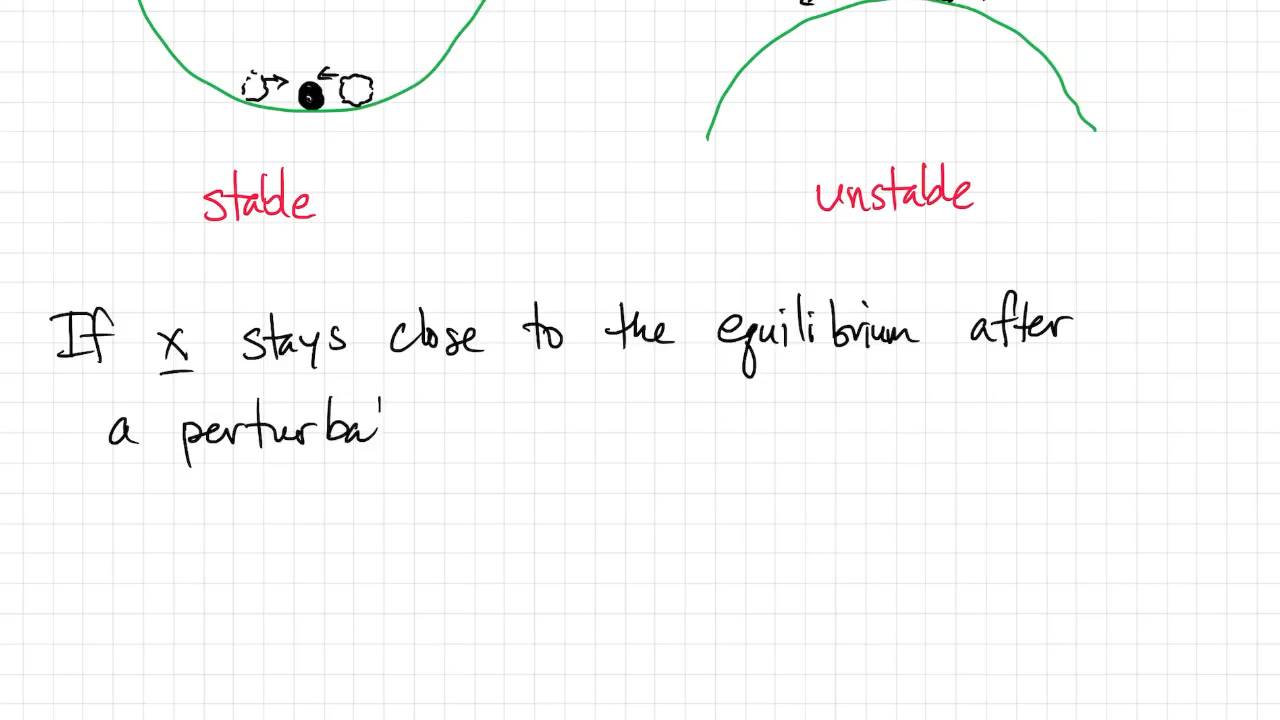 stable unstable
If x stays close to the equilibrium after
a perturba